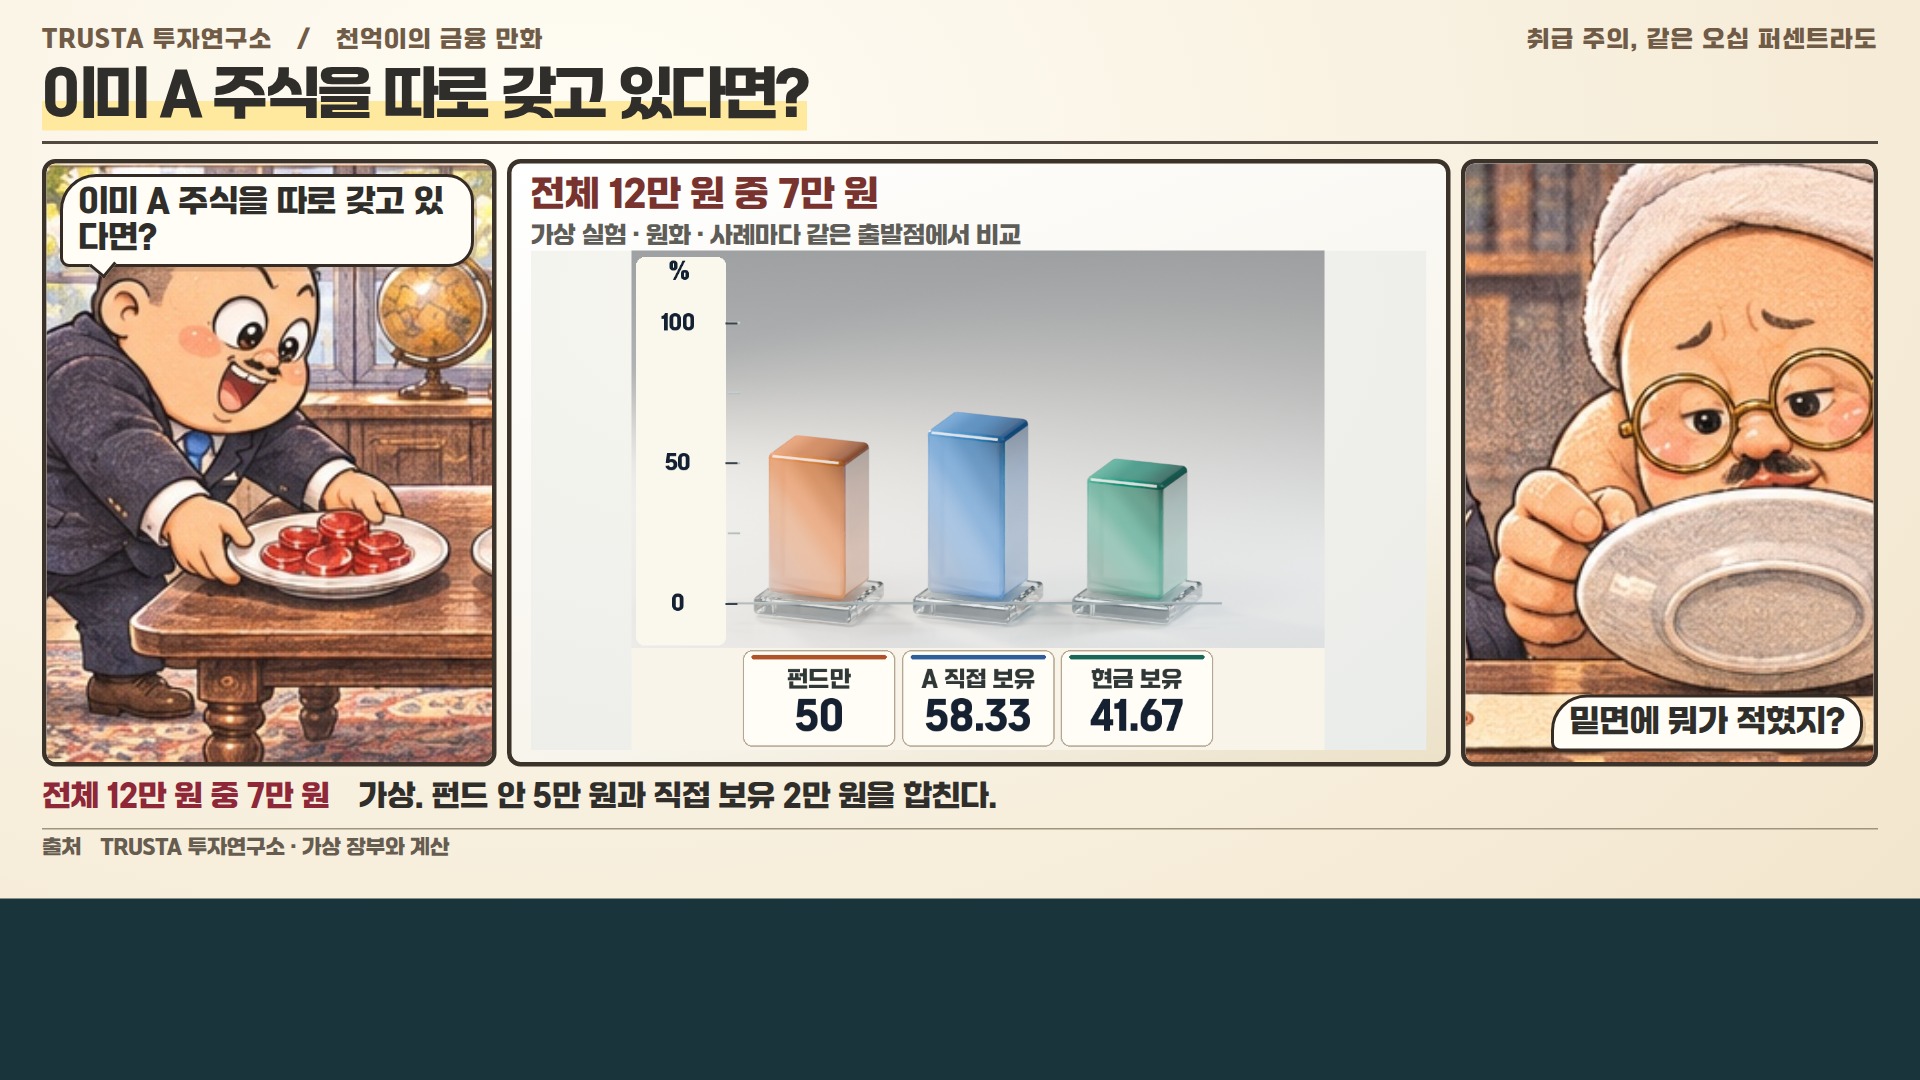 TRUSTA 투자연구소 / 천억이의 금융 만화
취급 주의, 같은 오십 퍼센트라도
이미 A 주식을 따로 갖고 있다면?
이미 A 주식을 따로 갖고 있
다면?
전체 12만 원 중 7만 원
가상 실험 · 원화 · 사례마다 같은 출발점에서 비교
%
100
50
0
펀드만
50
A 직접 보유
58.33
현금 보유
41.67
밑면에 뭐가 적혔지?
전체 12만 원 중 7만 원 가상. 펀드 안 5만 원과 직접 보유 2만 원을 합친다.
출처 TRUSTA 투자연구소 · 가상 장부와 계산